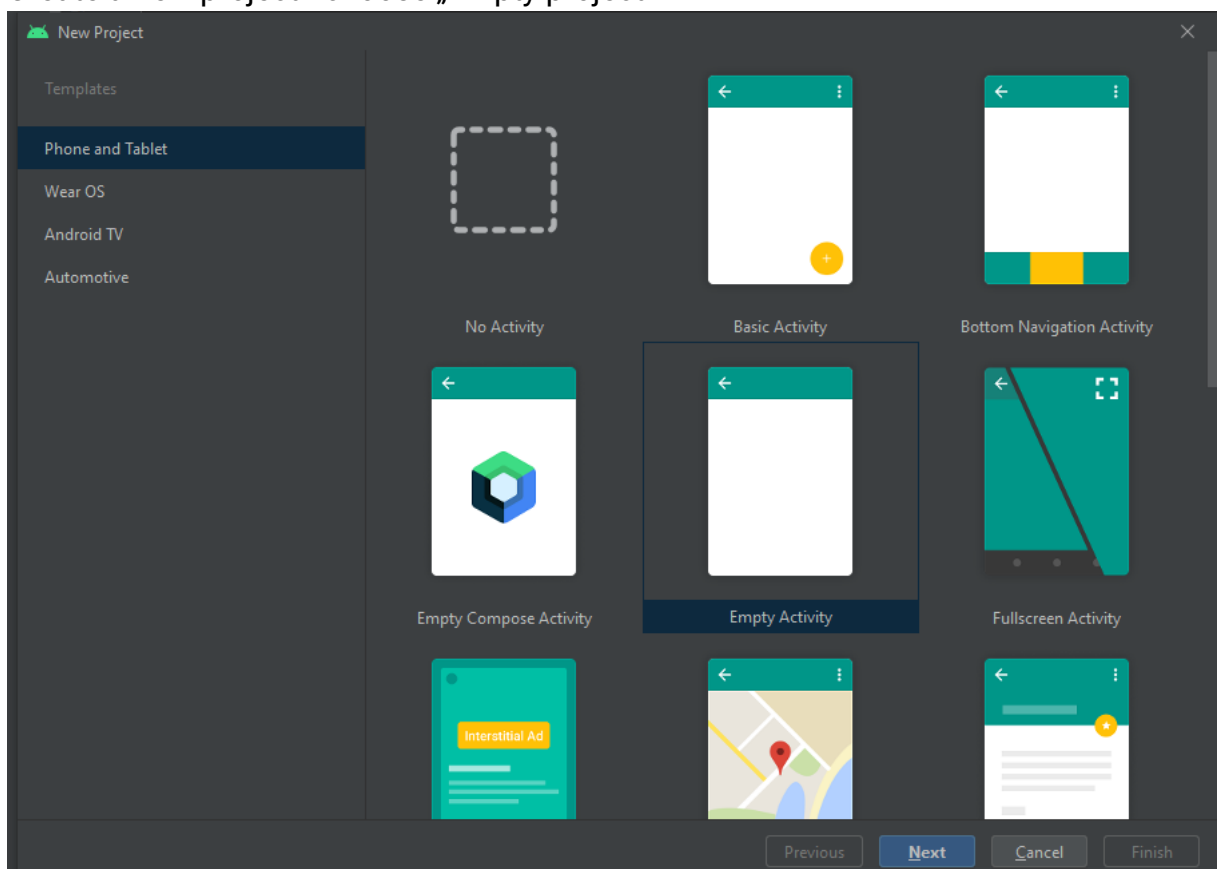 New Project
Templates
Phone and Tablet
Wear OS
Android TV
Automotive
No Activity
Basic Activity
Bottom Navigation Activity
Empty Compose Activity
Empty Activity
Fullscreen Activity
Interstitial Ad
Previous
Next
Cancel
Finish